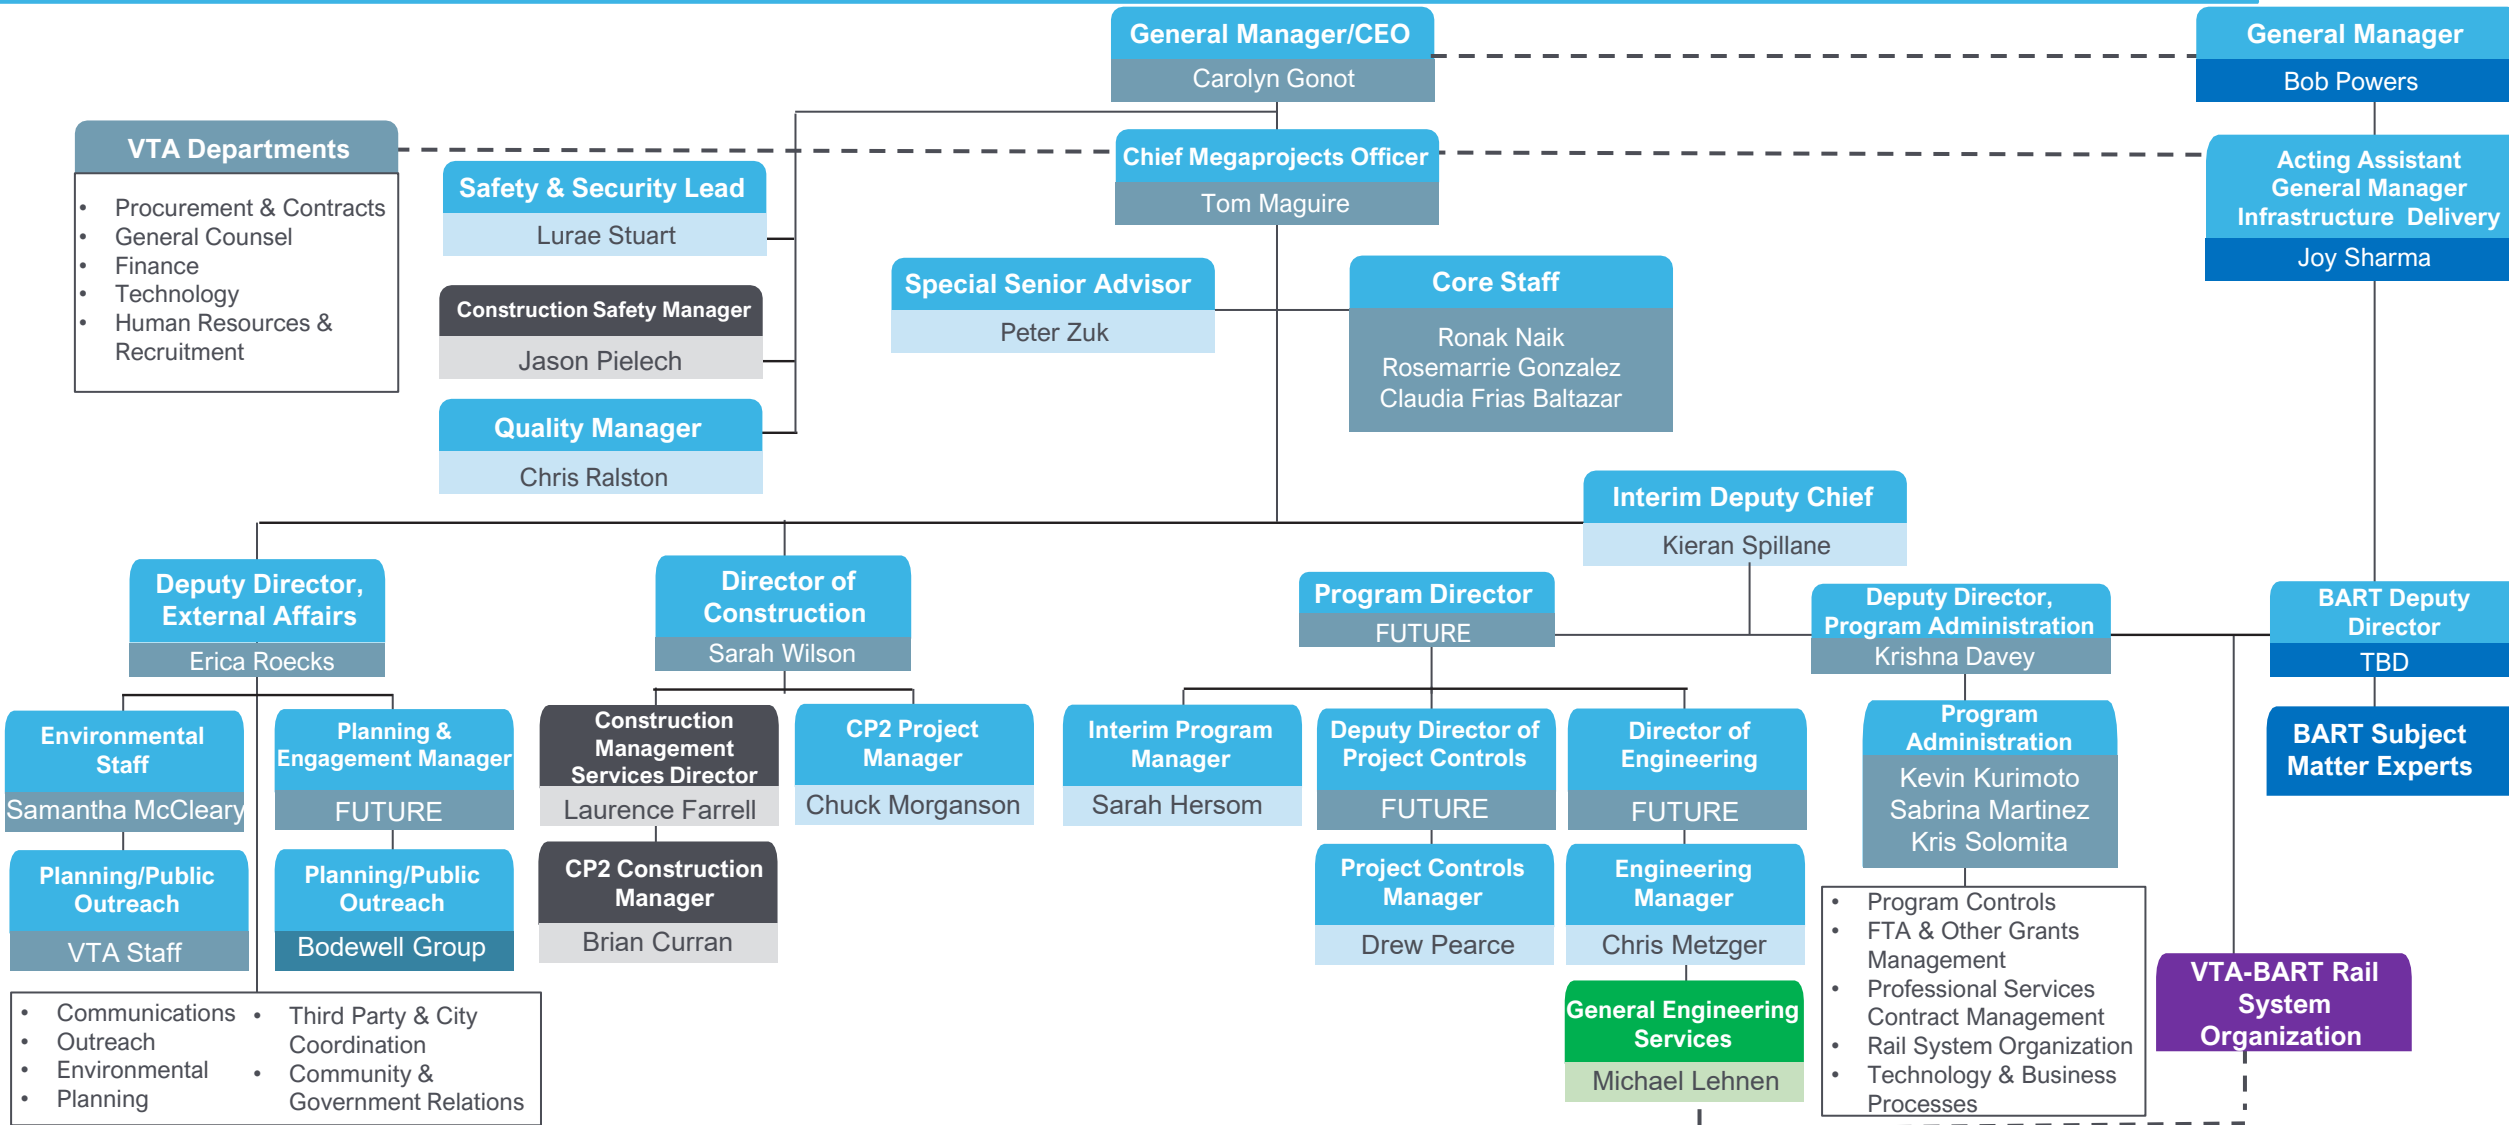 General Manager/CEO
Carolyn Gonot
General Manager
Bob Powers
VTA Departments
• Procurement & Contracts
• General Counsel
• Finance
• Technology
• Human Resources &
Recruitment
Safety & Security Lead
Lurae Stuart
Construction Safety Manager
Jason Pielech
Quality Manager
Chris Ralston
Chief Megaprojects Officer
Tom Maguire
Special Senior Advisor
Peter Zuk
Core Staff
Ronak Naik
Rosemarrie Gonzalez
Claudia Frias Baltazar
Acting Assistant
General Manager
Infrastructure Delivery
Joy Sharma
Interim Deputy Chief
Kieran Spillane
Deputy Director,
External Affairs
Erica Roecks
Director of
Construction
Sarah Wilson
Program Director
FUTURE
Deputy Director,
Program Administration
Krishna Davey
BART Deputy
Director
TBD
Environmental
Staff
Samantha McCleary
Planning &
Engagement Manager
FUTURE
Construction
Management
Services Director
Laurence Farrell
CP2 Project
Manager
Chuck Morganson
Interim Program
Manager
Sarah Hersom
Deputy Director of
Project Controls
FUTURE
Director of
Engineering
FUTURE
Program
Administration
Kevin Kurimoto
Sabrina Martinez
Kris Solomita
BART Subject
Matter Experts
Planning/Public
Outreach
VTA Staff
Planning/Public
Outreach
Bodewell Group
CP2 Construction
Manager
Brian Curran
Project Controls
Manager
Drew Pearce
Engineering
Manager
Chris Metzger
General Engineering
Services
Michael Lehnen
• Program Controls
• FTA & Other Grants
Management
• Professional Services
Contract Management
• Rail System Organization
• Technology & Business
Processes
VTA-BART Rail
System
Organization
• Communications
• Outreach
• Environmental
• Planning
• Third Party & City
Coordination
• Community &
Government Relations